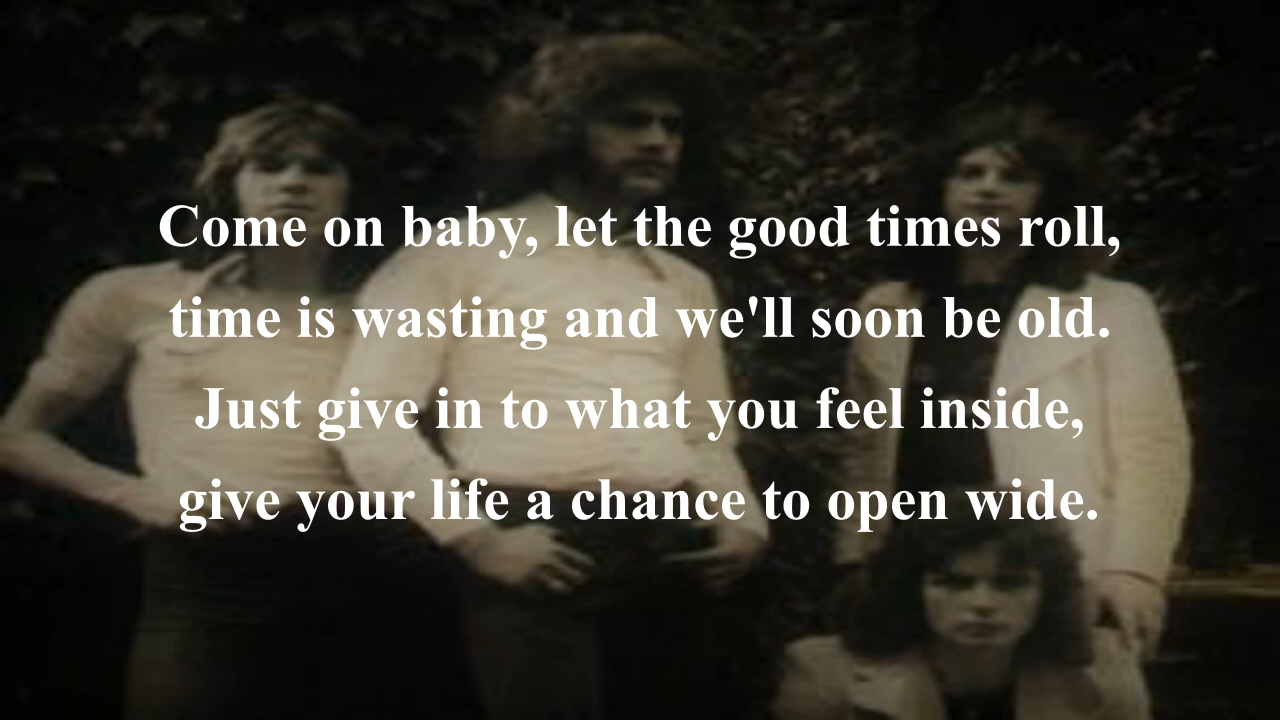 Come on baby, let the good times roll,
time is wasting and we'll soon be old.
Just give in to what you feel inside,
give your life a chance to open wide.